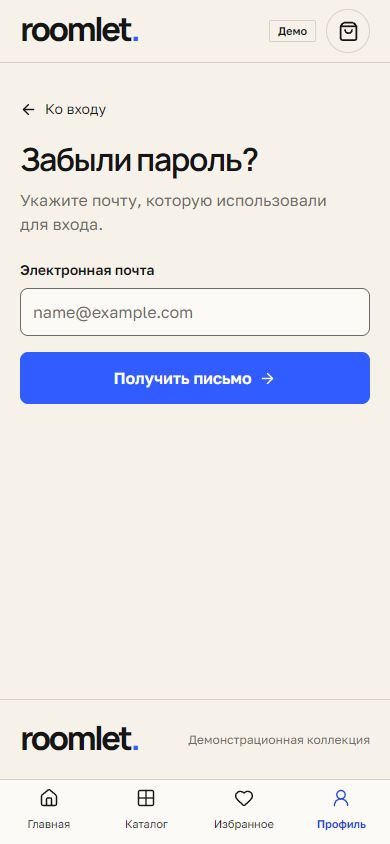 roomlet.
Демо
Ко входу
Забыли пароль?
Укажите почту, которую использовали
для входа.
Электронная почта
name@example.com
Получить письмо
roomlet.
Демонстрационная коллекция
Главная
Каталог
Избранное
Профиль